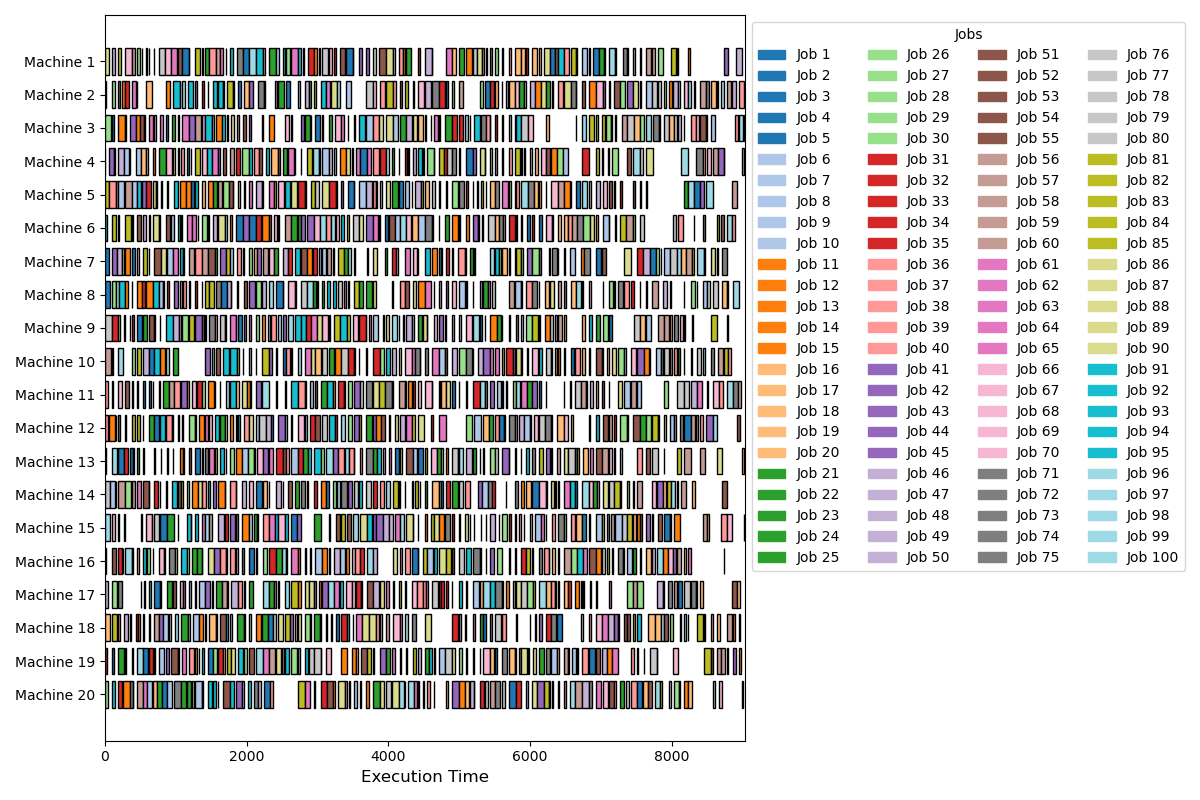 Jobs
Machine 1
Machine 2
Machine 3
Machine 4
Machine 5
Machine 6
Machine 7
Machine 8
Machine 9
Machine 10
Machine 11
Machine 12
Machine 13
Machine 14
Machine 15
Machine 16
Machine 17
Machine 18
Machine 19
Machine 20
0 2000 4000 6000 8000
Execution Time
Job 1 Job 26 Job 51 Job 76
Job 2 Job 27 Job 52 Job 77
Job 3 Job 28 Job 53 Job 78
Job 4 Job 29 Job 54 Job 79
Job 5 Job 30 Job 55 Job 80
Job 6 Job 31 Job 56 Job 81
Job 7 Job 32 Job 57 Job 82
Job 8 Job 33 Job 58 Job 83
Job 9 Job 34 Job 59 Job 84
Job 10 Job 35 Job 60 Job 85
Job 11 Job 36 Job 61 Job 86
Job 12 Job 37 Job 62 Job 87
Job 13 Job 38 Job 63 Job 88
Job 14 Job 39 Job 64 Job 89
Job 15 Job 40 Job 65 Job 90
Job 16 Job 41 Job 66 Job 91
Job 17 Job 42 Job 67 Job 92
Job 18 Job 43 Job 68 Job 93
Job 19 Job 44 Job 69 Job 94
Job 20 Job 45 Job 70 Job 95
Job 21 Job 46 Job 71 Job 96
Job 22 Job 47 Job 72 Job 97
Job 23 Job 48 Job 73 Job 98
Job 24 Job 49 Job 74 Job 99
Job 25 Job 50 Job 75 Job 100